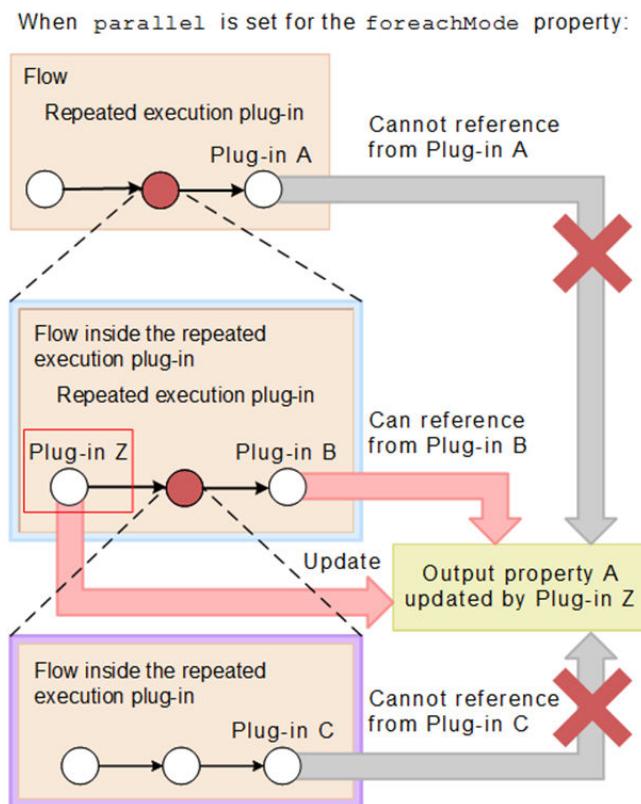 When parallel is set for the foreachMode property:
Flow
Repeated execution plug-in
Plug-in A
Cannot reference
from Plug-in A
Flow inside the repeated
execution plug-in
Repeated execution plug-in
Plug-in Z
Plug-in B
Can reference
from Plug-in B
Update
Output property A
updated by Plug-in Z
Flow inside the repeated
execution plug-in
Plug-in C
Cannot reference
from Plug-in C